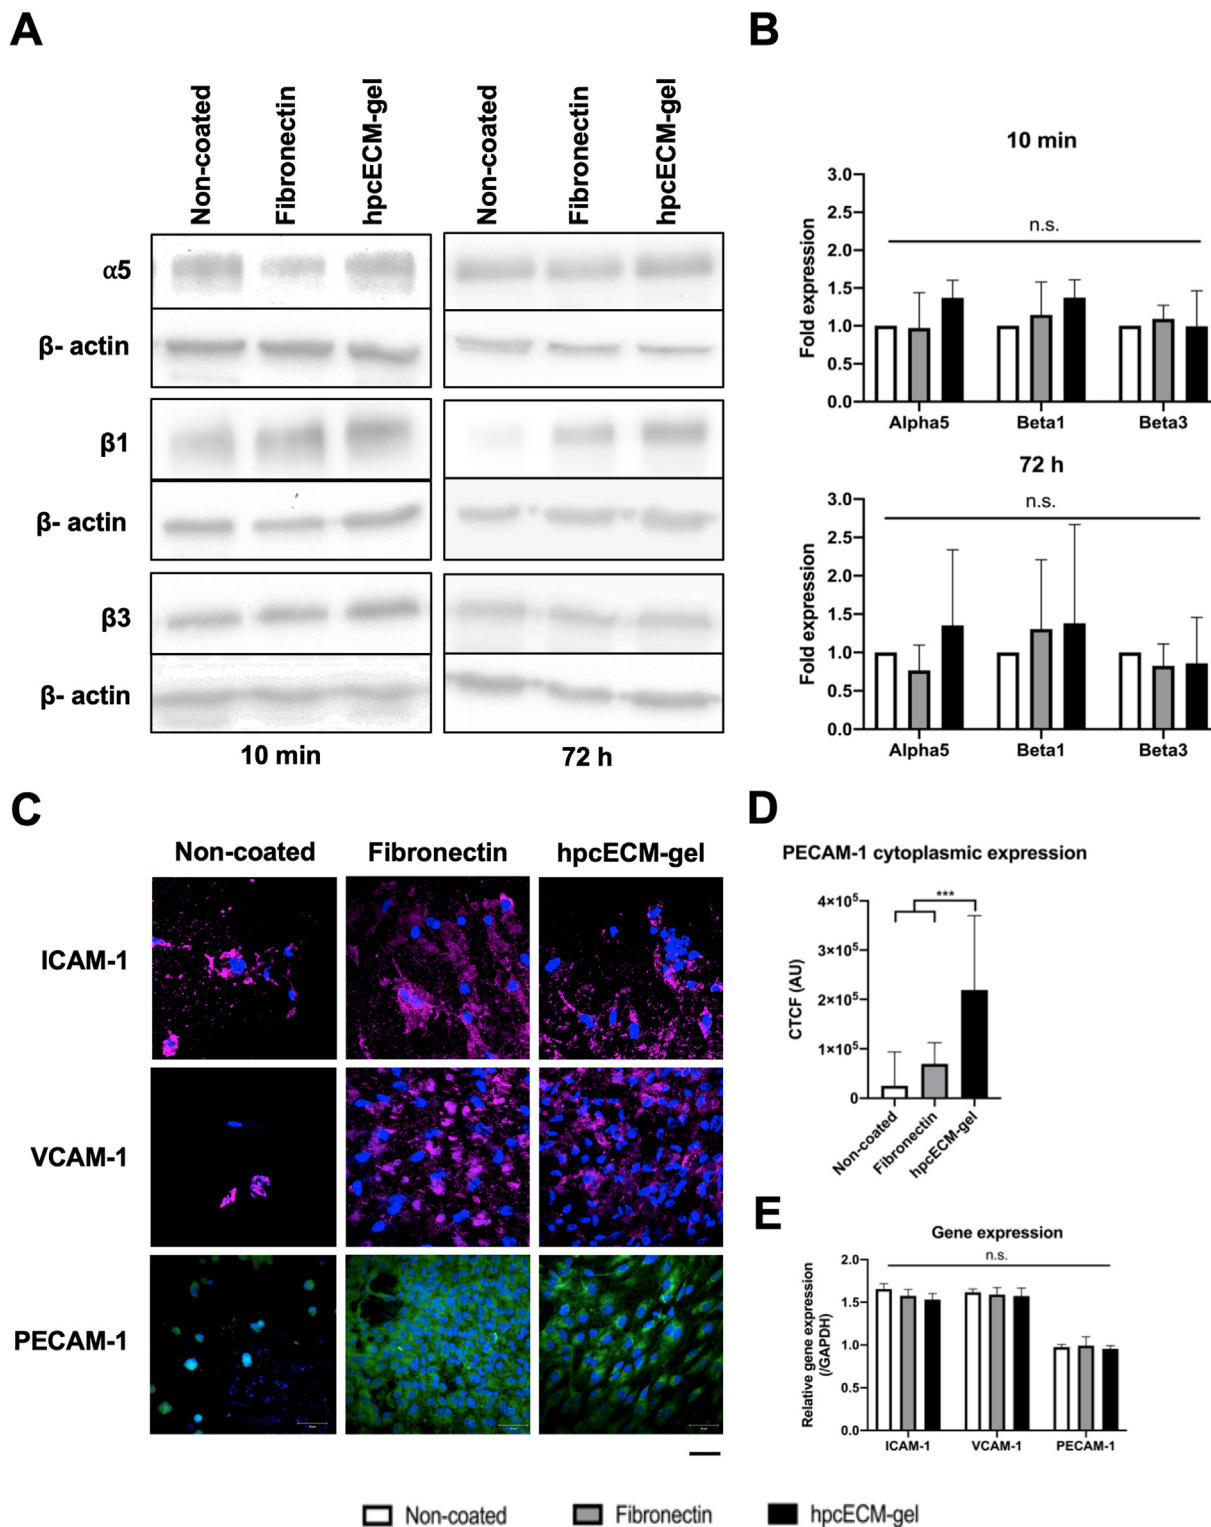 A
Non-coated
Fibronectin
hpcECM-gel
Non-coated
Fibronectin
hpcECM-gel
α5
β- actin
β1
β- actin
β3
β- actin
10 min
72 h
B
10 min
3.0
2.5
2.0
1.5
1.0
0.5
0.0
Fold expression
n.s.
Alpha5
Beta1
Beta3
72 h
3.0
2.5
2.0
1.5
1.0
0.5
0.0
Fold expression
n.s.
Alpha5
Beta1
Beta3
C
Non-coated
Fibronectin
hpcECM-gel
ICAM-1
VCAM-1
PECAM-1
D
PECAM-1 cytoplasmic expression
4×10⁵
3×10⁵
2×10⁵
1×10⁵
0
CTCF (AU)
***
Non-coated
Fibronectin
hpcECM-gel
E
Gene expression
n.s.
2.0
1.5
1.0
0.5
0.0
Relative gene expression
(/GAPDH)
ICAM-1
VCAM-1
PECAM-1
Non-coated
Fibronectin
hpcECM-gel